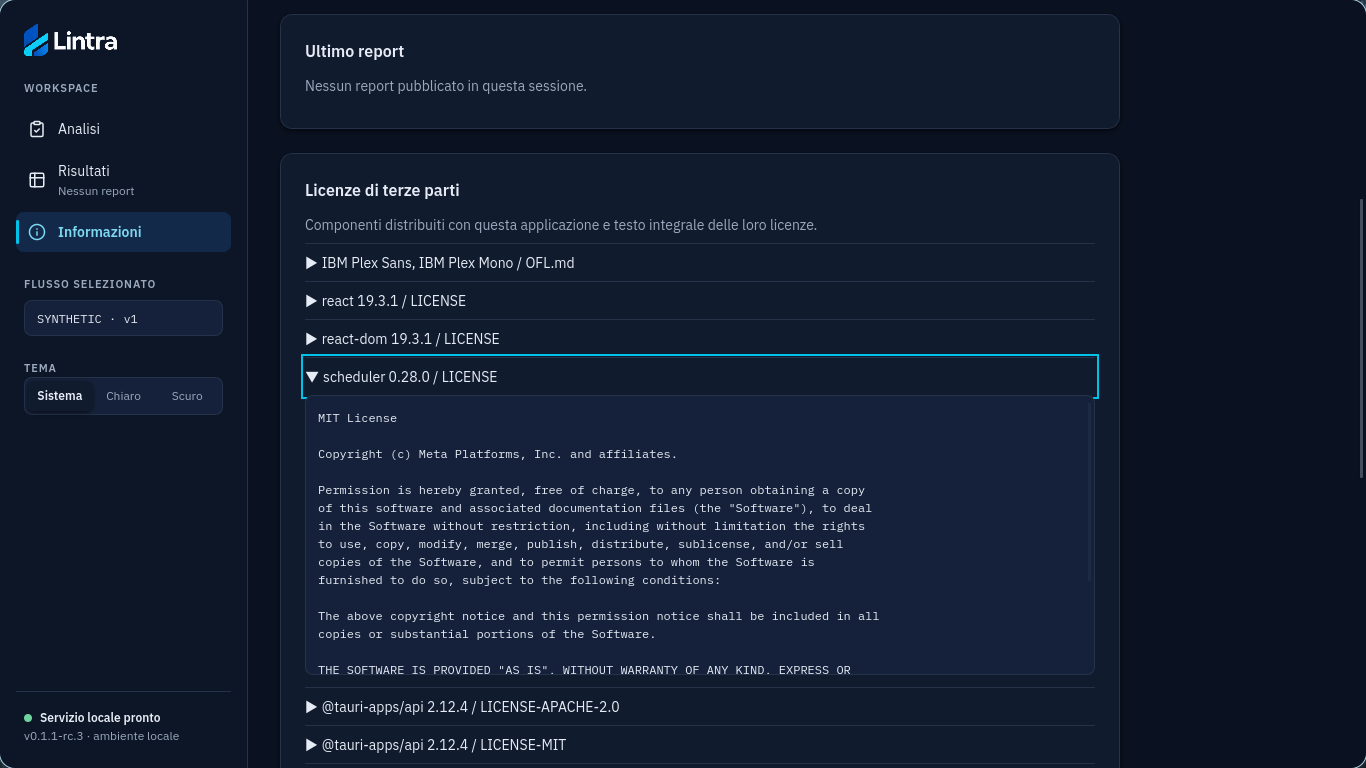 Lintra
WORKSPACE
Analisi
Risultati
Nessun report
Informazioni
FLUSSO SELEZIONATO
SYNTHETIC · v1
TEMA
Sistema
Chiaro
Scuro
Servizio locale pronto
v0.1.1-rc.3 · ambiente locale
Ultimo report
Nessun report pubblicato in questa sessione.
Licenze di terze parti
Componenti distribuiti con questa applicazione e testo integrale delle loro licenze.
IBM Plex Sans, IBM Plex Mono / OFL.md
react 19.3.1 / LICENSE
react-dom 19.3.1 / LICENSE
scheduler 0.28.0 / LICENSE
MIT License
Copyright (c) Meta Platforms, Inc. and affiliates.
Permission is hereby granted, free of charge, to any person obtaining a copy
of this software and associated documentation files (the "Software"), to deal
in the Software without restriction, including without limitation the rights
to use, copy, modify, merge, publish, distribute, sublicense, and/or sell
copies of the Software, and to permit persons to whom the Software is
furnished to do so, subject to the following conditions:
The above copyright notice and this permission notice shall be included in all
copies or substantial portions of the Software.
THE SOFTWARE IS PROVIDED "AS IS", WITHOUT WARRANTY OF ANY KIND, EXPRESS OR
@tauri-apps/api 2.12.4 / LICENSE-APACHE-2.0
@tauri-apps/api 2.12.4 / LICENSE-MIT